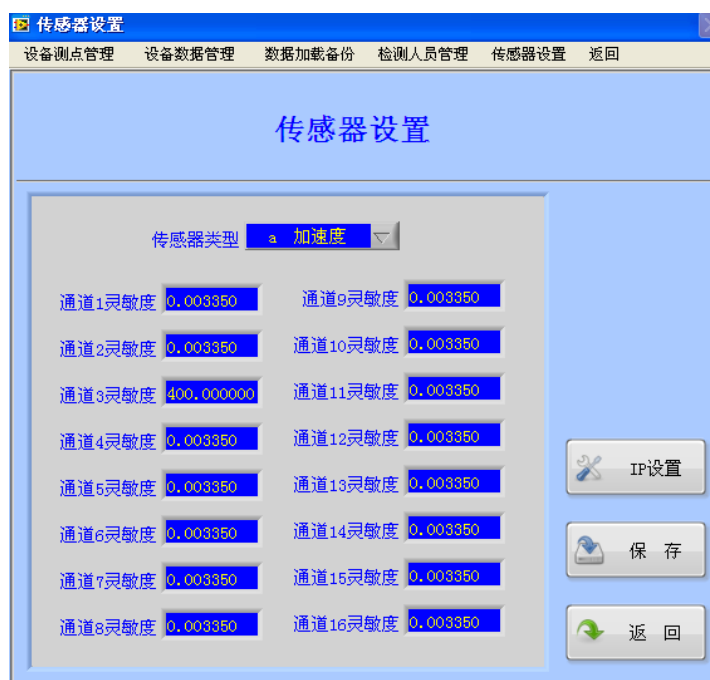 传感器设置
设备测点管理 设备数据管理 数据加载备份 检测人员管理 传感器设置 返回
传感器设置
传感器类型 a 加速度
通道1灵敏度 0.003350 通道9灵敏度 0.003350
通道2灵敏度 0.003350 通道10灵敏度 0.003350
通道3灵敏度 400.000000 通道11灵敏度 0.003350
通道4灵敏度 0.003350 通道12灵敏度 0.003350
通道5灵敏度 0.003350 通道13灵敏度 0.003350
通道6灵敏度 0.003350 通道14灵敏度 0.003350
通道7灵敏度 0.003350 通道15灵敏度 0.003350
通道8灵敏度 0.003350 通道16灵敏度 0.003350
IP设置
保 存
返 回